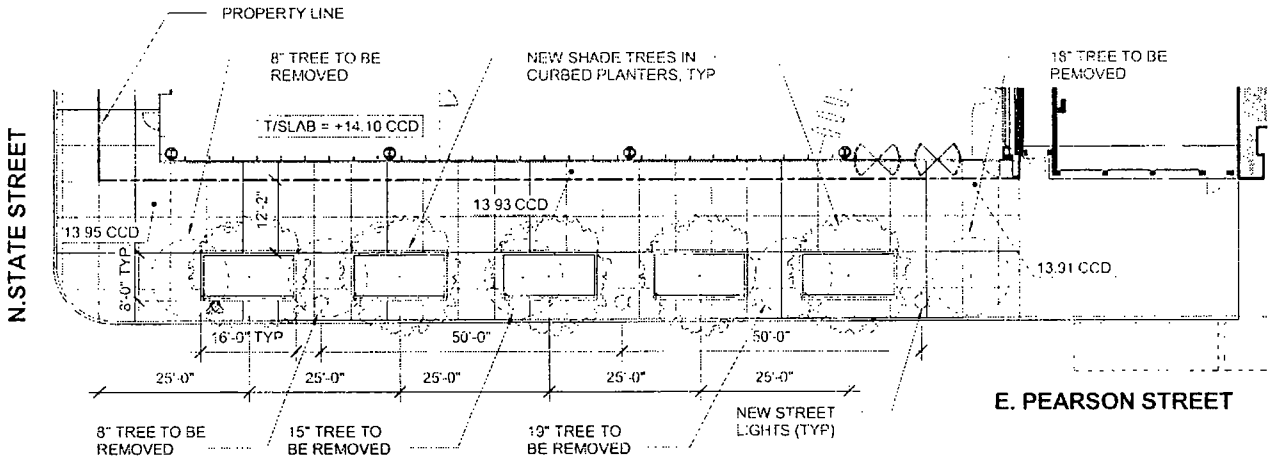 PROPERTY LINE
8" TREE TO BE
REMOVED
NEW SHADE TREES IN
CURBED PLANTERS, TYP
18" TREE TO BE
REMOVED
T/SLAB = +14.10 CCD
N.STATE STREET
12'-2"
13.93 CCD
13.95 CCD
8'-0" TYP
13.91 CCD
16'-0" TYP
50'-0"
50'-0"
25'-0"
25'-0"
25'-0"
25'-0"
25'-0"
E. PEARSON STREET
8" TREE TO BE
REMOVED
15" TREE TO
BE REMOVED
19" TREE TO
BE REMOVED
NEW STREET
LIGHTS (TYP)